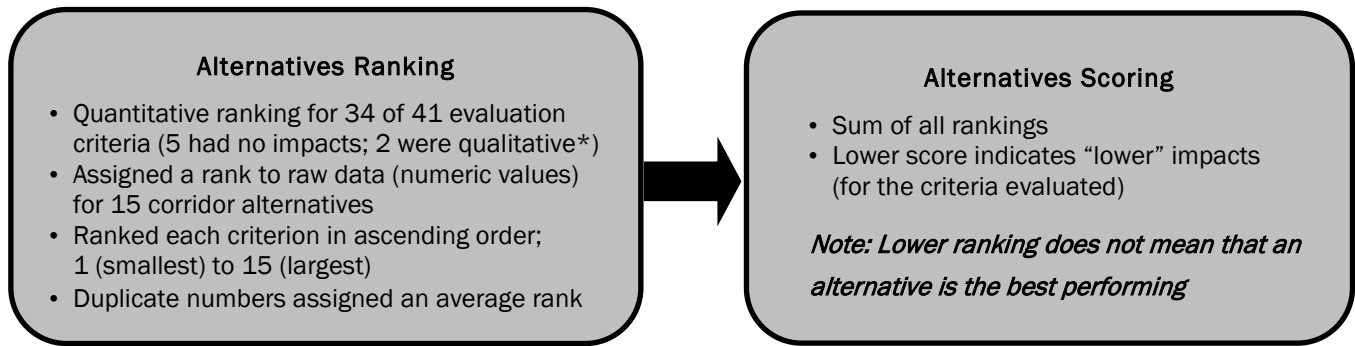 Alternatives Ranking
• Quantitative ranking for 34 of 41 evaluation
criteria (5 had no impacts; 2 were qualitative*)
• Assigned a rank to raw data (numeric values)
for 15 corridor alternatives
• Ranked each criterion in ascending order;
1 (smallest) to 15 (largest)
• Duplicate numbers assigned an average rank
Alternatives Scoring
• Sum of all rankings
• Lower score indicates “lower” impacts
(for the criteria evaluated)
Note: Lower ranking does not mean that an
alternative is the best performing